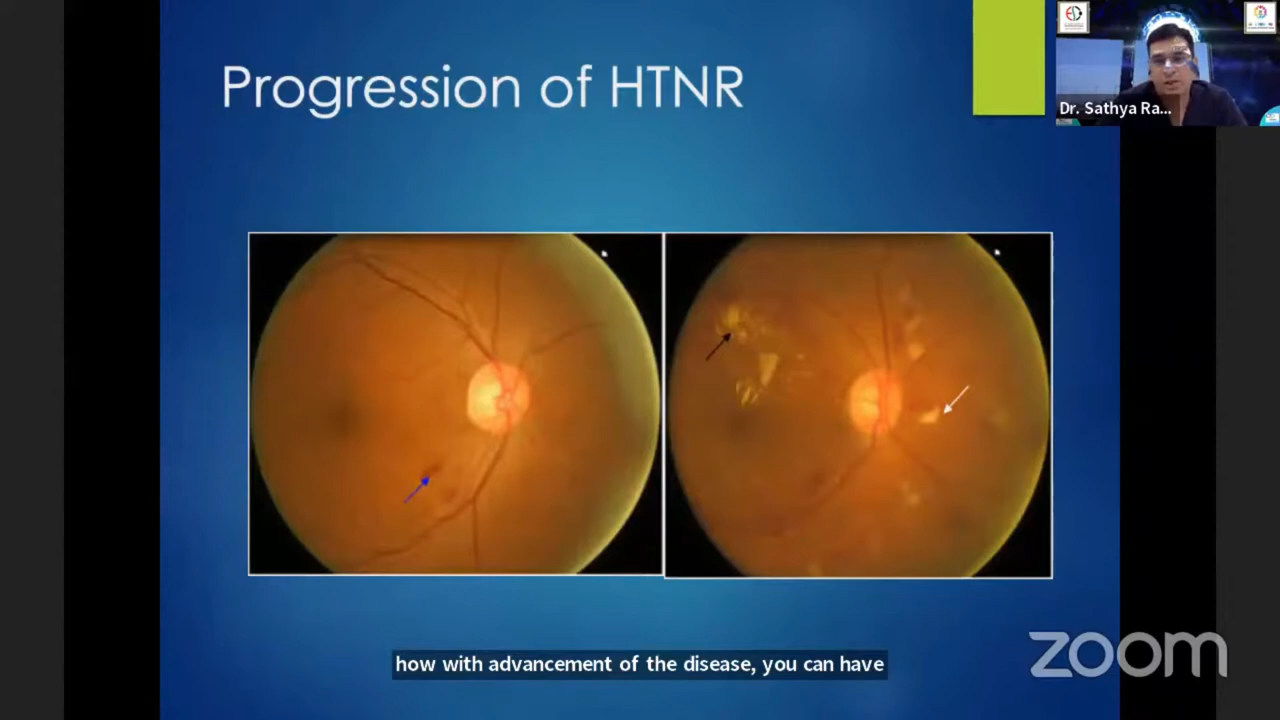 Progression of HTNR
Dr. Sathya Ra...
how with advancement of the disease, you can have
zoom